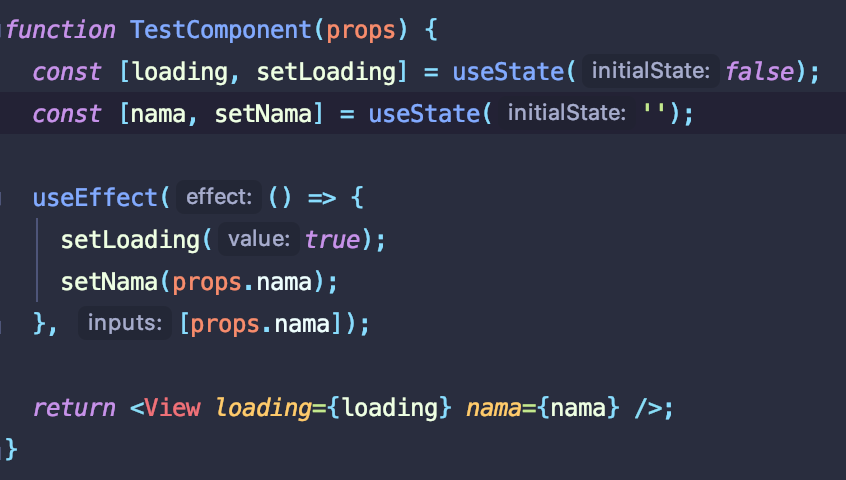 function TestComponent(props) {
const [loading, setLoading] = useState( initialState: false);
const [nama, setNama] = useState( initialState: '');
useEffect( effect: () => {
setLoading( value: true);
setNama(props.nama);
}, inputs: [props.nama]);
return <View loading={loading} nama={nama} />;
}